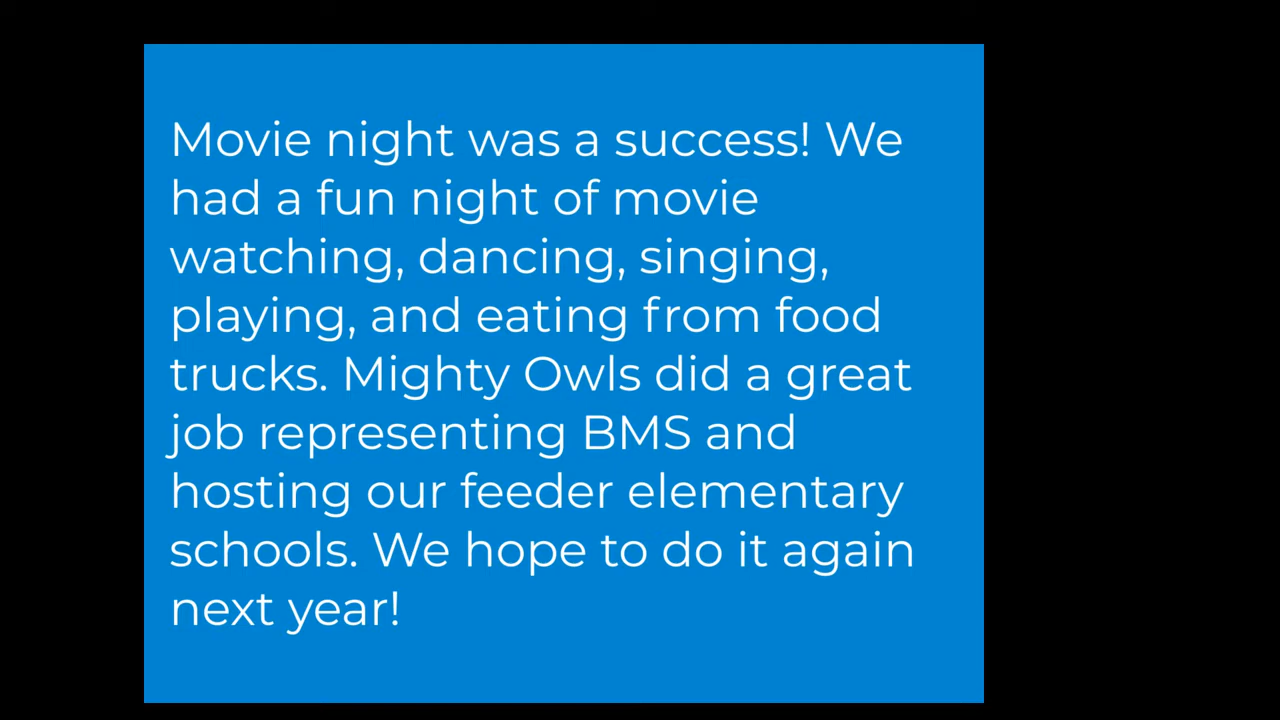 Movie night was a success! We
had a fun night of movie
watching, dancing, singing,
playing, and eating from food
trucks. Mighty Owls did a great
job representing BMS and
hosting our feeder elementary
schools. We hope to do it again
next year!